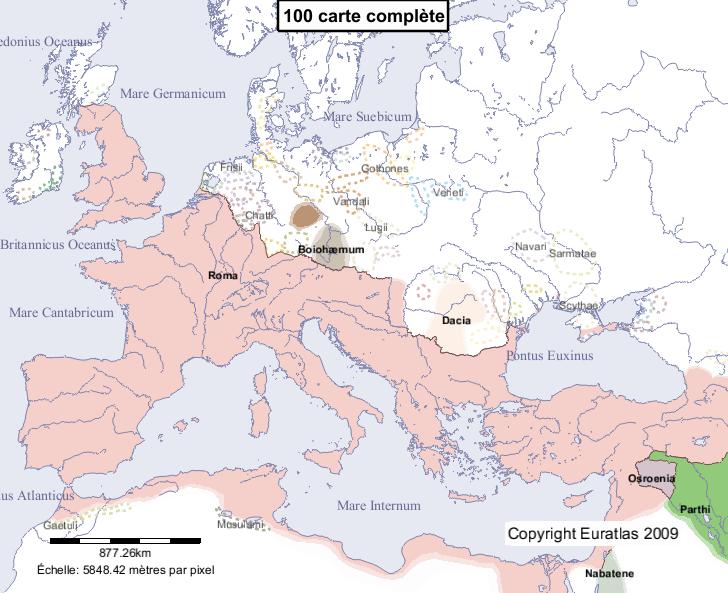 100 carte complète
edonius Oceanus
Mare Germanicum
Mare Suebicum
Frisii
Gothones
Vandali
Veneti
Chatti
Lugii
Britannicus Oceanus
Boiohæmum
Navari
Sarmatae
Roma
Scythae
Mare Cantabricum
Dacia
Pontus Euxinus
Osroenia
us Atlanticus
Mare Internum
Parthi
Gaetuli
Musulami
Copyright Euratlas 2009
877.26km
Échelle: 5848.42 mètres par pixel
Nabatene